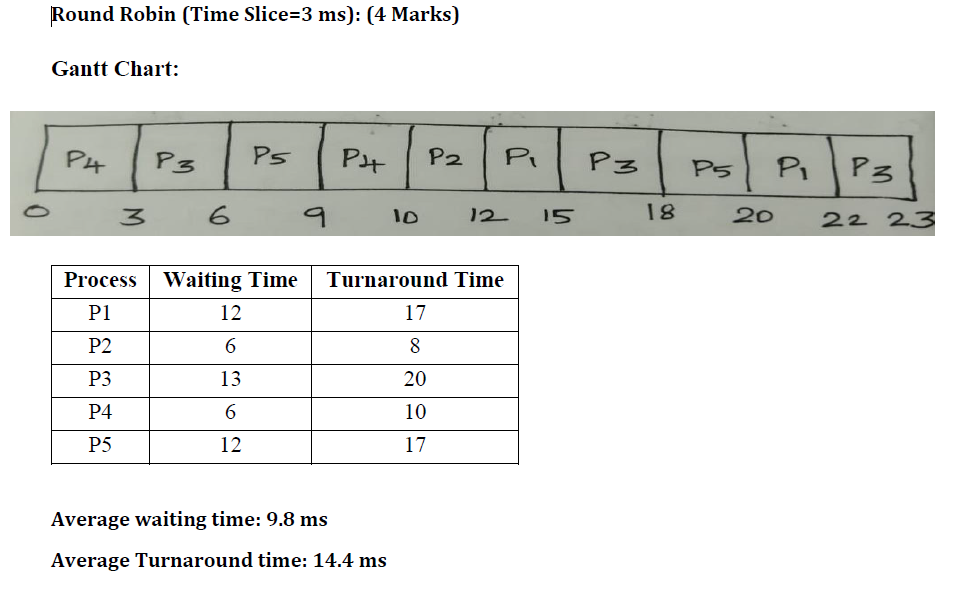 Round Robin (Time Slice=3 ms): (4 Marks)
Gantt Chart:
P4 P3 P5 P4 P2 P1 P3 P5 P1 P3
0 3 6 9 10 12 15 18 20 22 23
Process Waiting Time Turnaround Time
P1 12 17
P2 6 8
P3 13 20
P4 6 10
P5 12 17
Average waiting time: 9.8 ms
Average Turnaround time: 14.4 ms